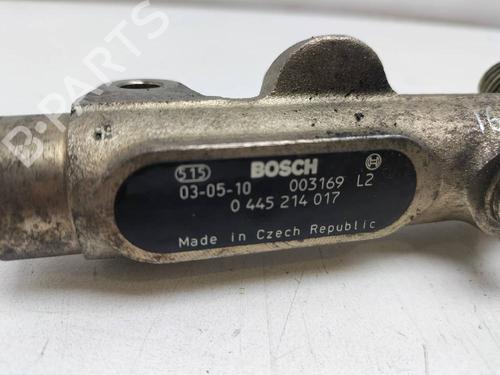 B-PARTS
515 BOSCH
03-05-10 003169 L2
0 445 214 017
Made in Czech Republic